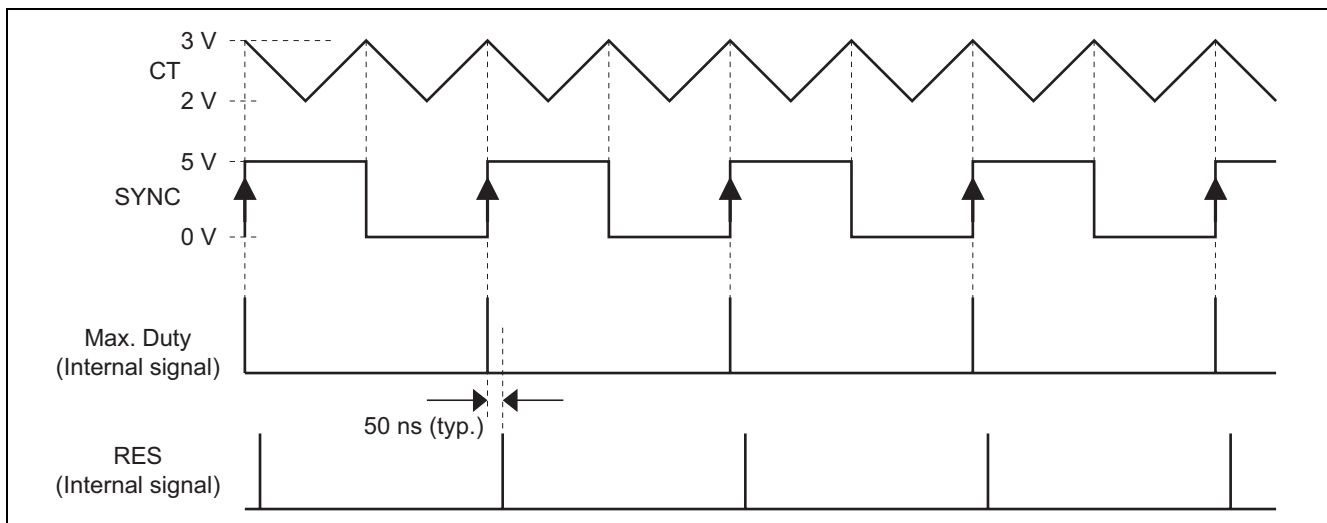 3 V
CT
2 V
5 V
SYNC
0 V
Max. Duty
(Internal signal)
50 ns (typ.)
RES
(Internal signal)